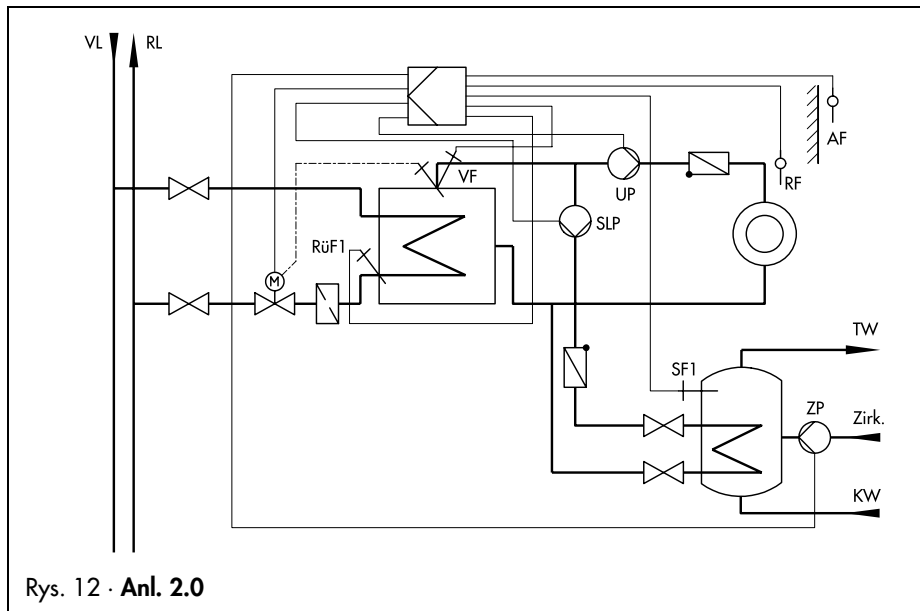 VL
RL
AF
VF
UP
RF
SLP
RüF1
M
TW
SF1
ZP
Zirk.
KW
Rys. 12 · Anl. 2.0